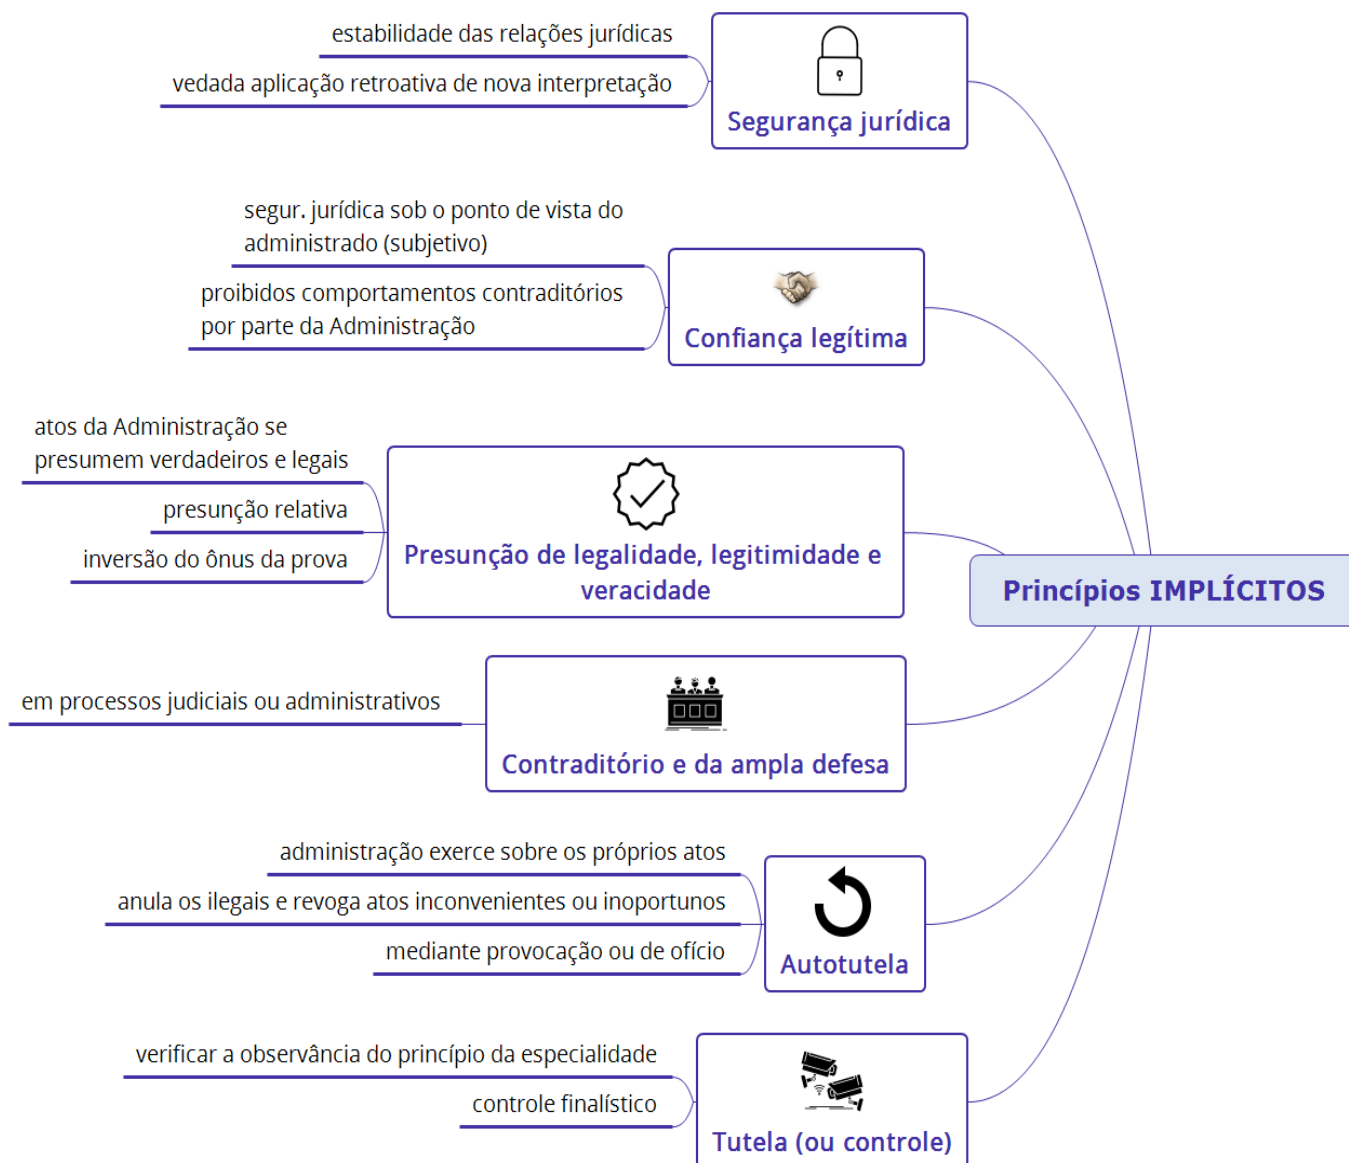 estabilidade das relações jurídicas
vedada aplicação retroativa de nova interpretação
Segurança jurídica
segur. jurídica sob o ponto de vista do
administrado (subjetivo)
proibidos comportamentos contraditórios
por parte da Administração
Confiança legítima
atos da Administração se
presumem verdadeiros e legais
presunção relativa
inversão do ônus da prova
Presunção de legalidade, legitimidade e
veracidade
Princípios IMPLÍCITOS
em processos judiciais ou administrativos
Contraditório e da ampla defesa
administração exerce sobre os próprios atos
anula os ilegais e revoga atos inconvenientes ou inoportunos
mediante provocação ou de ofício
Autotutela
verificar a observância do princípio da especialidade
controle finalístico
Tutela (ou controle)